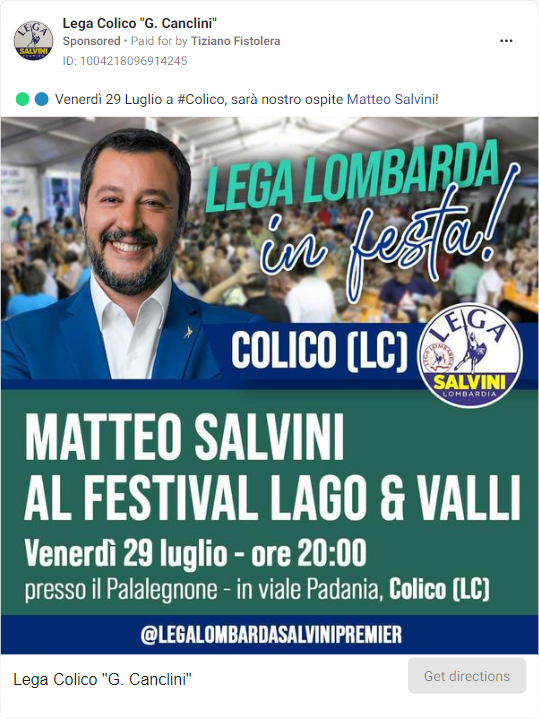 Lega Colico "G. Canclini"
Sponsored • Paid for by Tiziano Fistolera
ID: 1004218096914245
Venerdì 29 Luglio a #Colico, sarà nostro ospite Matteo Salvini!
LEGA LOMBARDA
in festa!
COLICO (LC)
LEGA
LEGA LOMBARDA
SALVINI
LOMBARDIA
MATTEO SALVINI
AL FESTIVAL LAGO & VALLI
Venerdì 29 luglio - ore 20:00
presso il Palalegnone - in viale Padania, Colico (LC)
@LEGALOMBARDASALVINIPREMIER
Lega Colico "G. Canclini"
Get directions